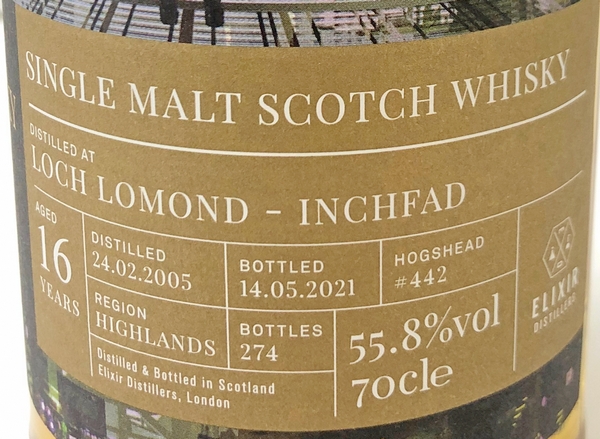 SINGLE MALT SCOTCH WHISKY
DISTILLED AT
LOCH LOMOND - INCHFAD
AGED
16
YEARS
DISTILLED
24.02.2005
BOTTLED
14.05.2021
HOGSHEAD
#442
REGION
HIGHLANDS
BOTTLES
274
55.8%vol
70cle
Distilled & Bottled in Scotland
Elixir Distillers, London
ELIXIR
DISTILLERS